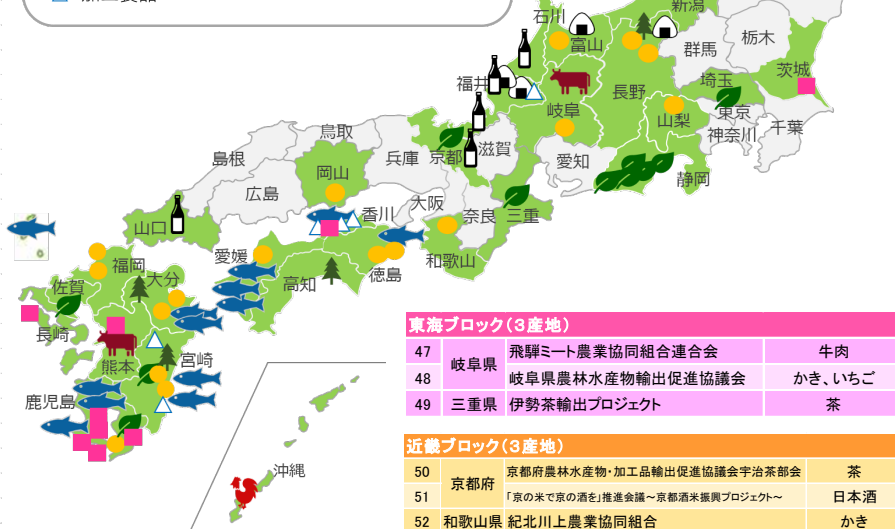 加工製品
新潟
石川
富山
栃木
群馬
茨城
福井
長野
埼玉
岐阜
東京
山梨
千葉
神奈川
鳥取
滋賀
京都
兵庫
島根
愛知
岡山
静岡
広島
大阪
香川
奈良
三重
山口
和歌山
愛媛
福岡
徳島
高知
大分
佐賀
長崎
宮崎
熊本
鹿児島
沖縄
東海ブロック(3産地)
47 岐阜県 飛騨ミート農業協同組合連合会 牛肉
48 岐阜県農林水産物輸出促進協議会 かき、いちご
49 三重県 伊勢茶輸出プロジェクト 茶
近畿ブロック(3産地)
50 京都府 京都府農林水産物・加工品輸出促進協議会宇治茶部会 茶
51 「京の米で京の酒を」推進会議~京都酒米振興プロジェクト~ 日本酒
52 和歌山県 紀北川上農業協同組合 かき